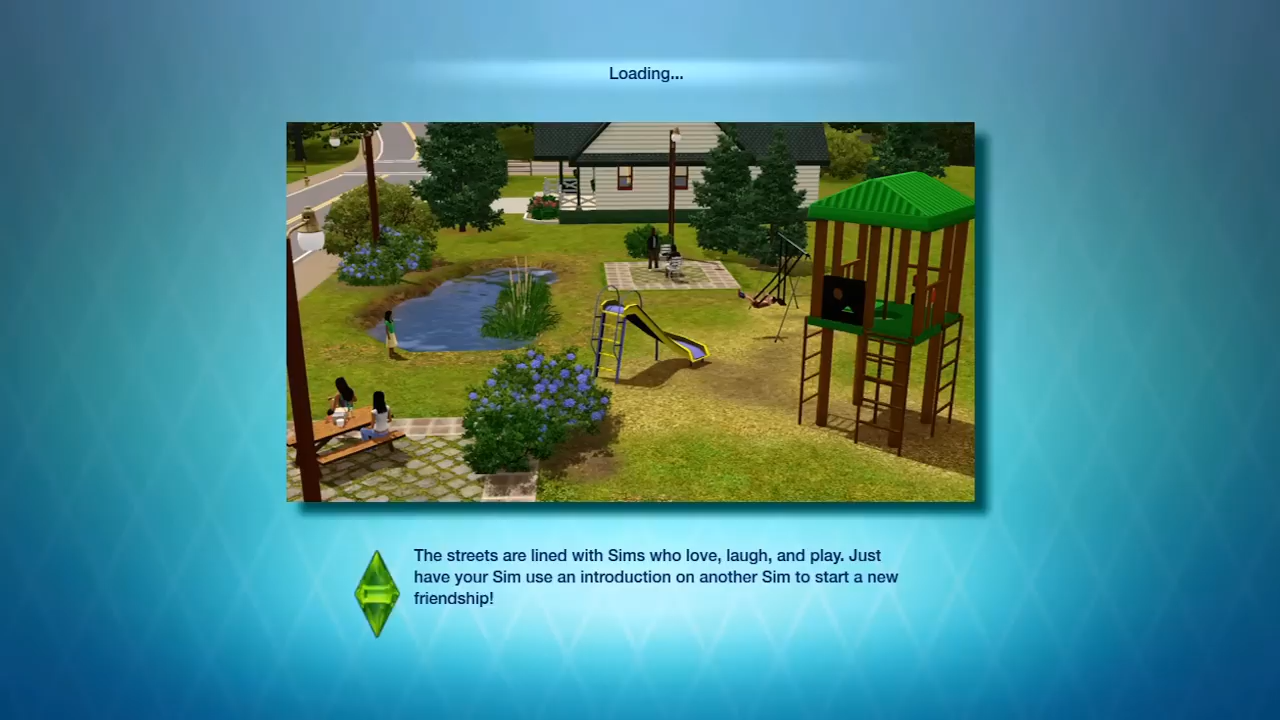 Loading...
The streets are lined with Sims who love, laugh, and play. Just
have your Sim use an introduction on another Sim to start a new
friendship!